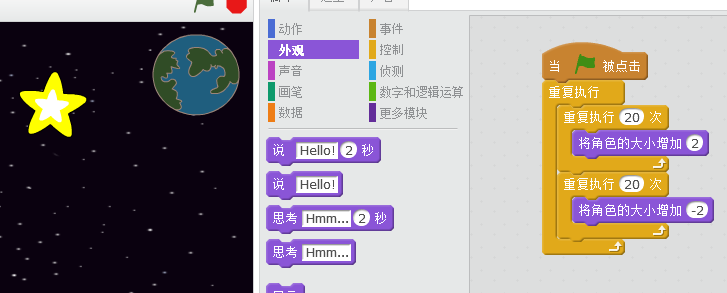 动作
外观
声音
画笔
数据
事件
控制
侦测
数字和逻辑运算
更多模块
说 Hello! 2 秒
说 Hello!
思考 Hmm... 2 秒
思考 Hmm...
当 被点击
重复执行
重复执行 20 次
将角色的大小增加 2
重复执行 20 次
将角色的大小增加 -2